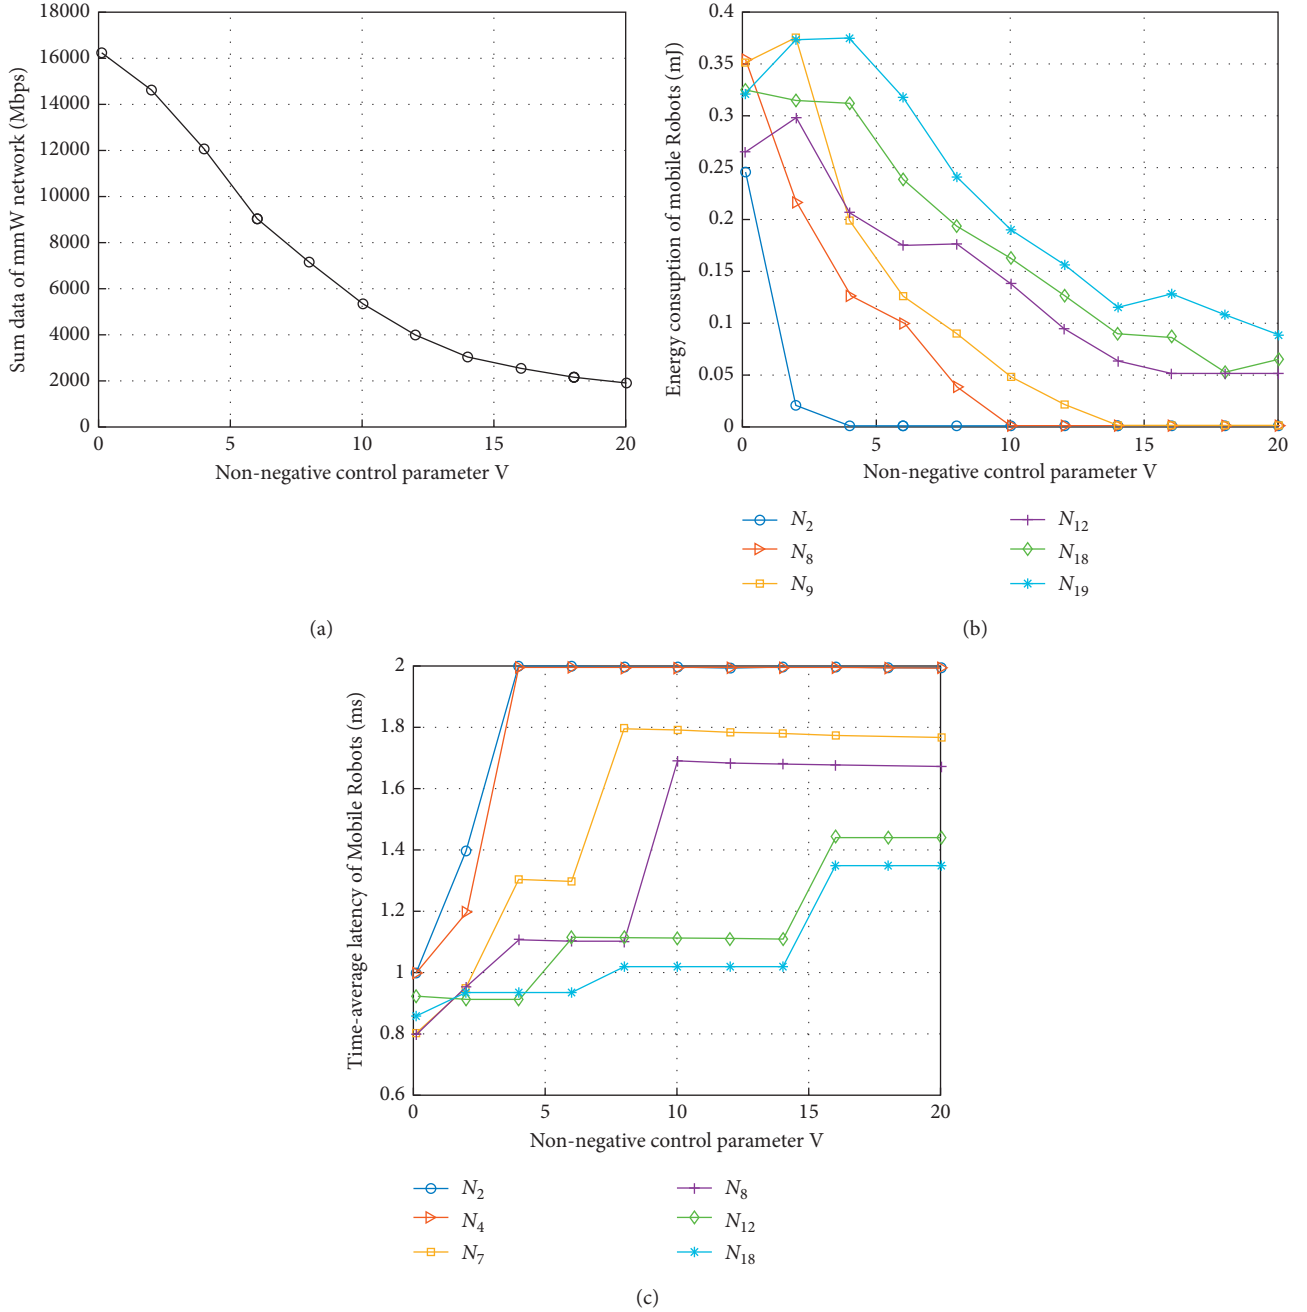 18000
16000
14000
12000
10000
8000
6000
4000
2000
0
Sum data of mmW network (Mbps)
0 5 10 15 20
Non-negative control parameter V
(a)
0.4
0.35
0.3
0.25
0.2
0.15
0.1
0.05
0
Energy consuption of mobile Robots (mJ)
0 5 10 15 20
Non-negative control parameter V
N2 N12
N8 N18
N9 N19
(b)
2
1.8
1.6
1.4
1.2
1
0.8
0.6
Time-average latency of Mobile Robots (ms)
0 5 10 15 20
Non-negative control parameter V
N2 N8
N4 N12
N7 N18
(c)